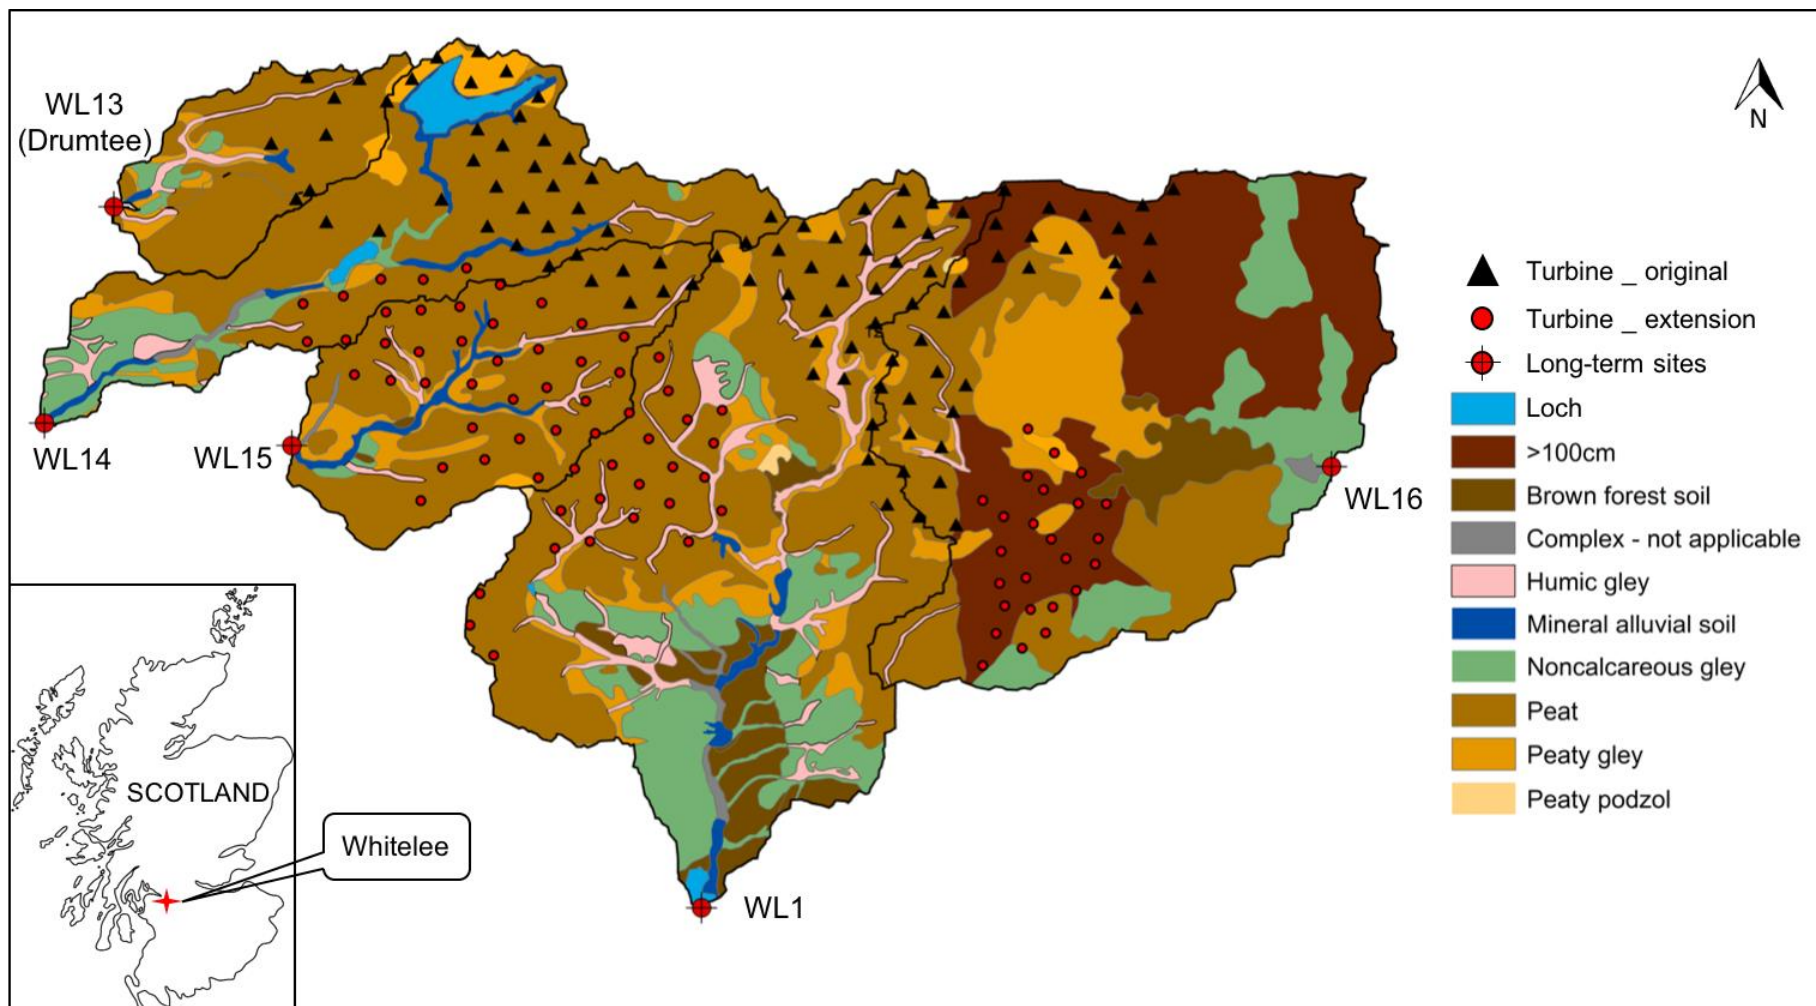 WL13
(Drumtee)
N
Turbine _ original
Turbine _ extension
Long-term sites
Loch
>100cm
Brown forest soil
Complex - not applicable
Humic gley
Mineral alluvial soil
Noncalcareous gley
Peat
Peaty gley
Peaty podzol
WL14
WL15
WL16
WL1
SCOTLAND
Whitelee